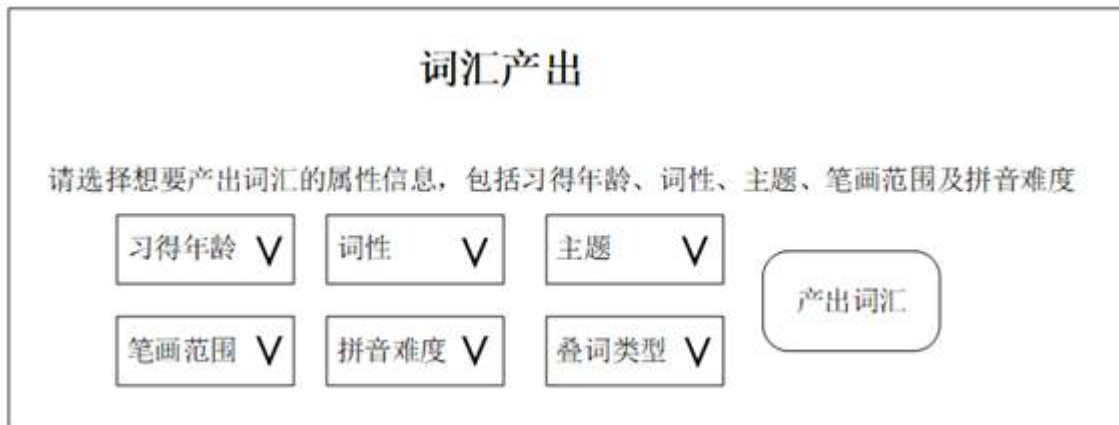 词汇产出
请选择想要产出词汇的属性信息，包括习得年龄、词性、主题、笔画范围及拼音难度
习得年龄 V 词性 V 主题 V
产出词汇
笔画范围 V 拼音难度 V 叠词类型 V